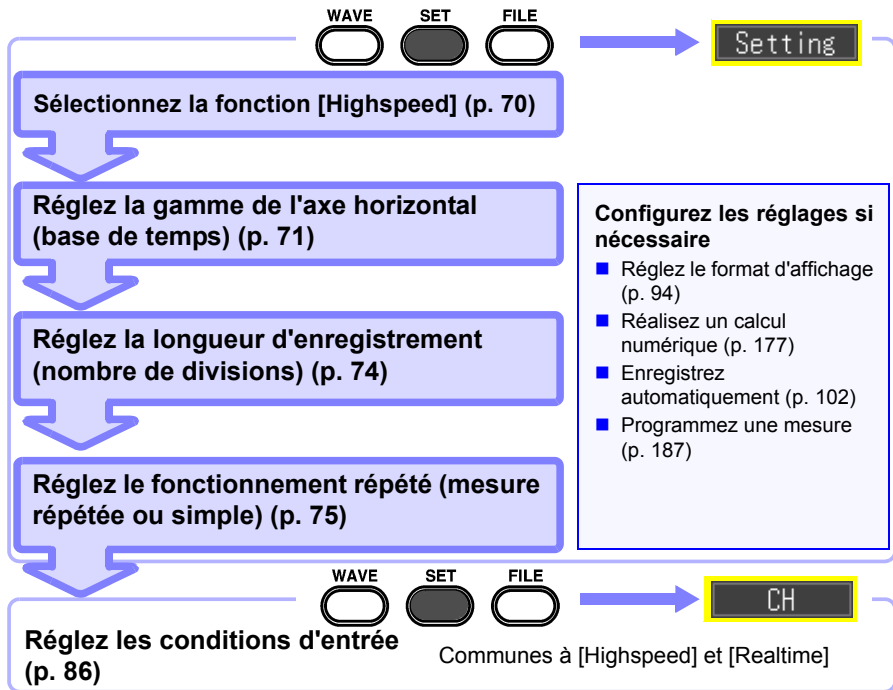 WAVE SET FILE
Setting
Sélectionnez la fonction [Highspeed] (p. 70)
Réglez la gamme de l'axe horizontal
(base de temps) (p. 71)
Réglez la longueur d'enregistrement
(nombre de divisions) (p. 74)
Réglez le fonctionnement répété (mesure
répétée ou simple) (p. 75)
Configurez les réglages si
nécessaire
Réglez le format d'affichage
(p. 94)
Réalisez un calcul
numérique (p. 177)
Enregistrez
automatiquement (p. 102)
Programmez une mesure
(p. 187)
WAVE SET FILE
CH
Réglez les conditions d'entrée
(p. 86)
Communes à [Highspeed] et [Realtime]